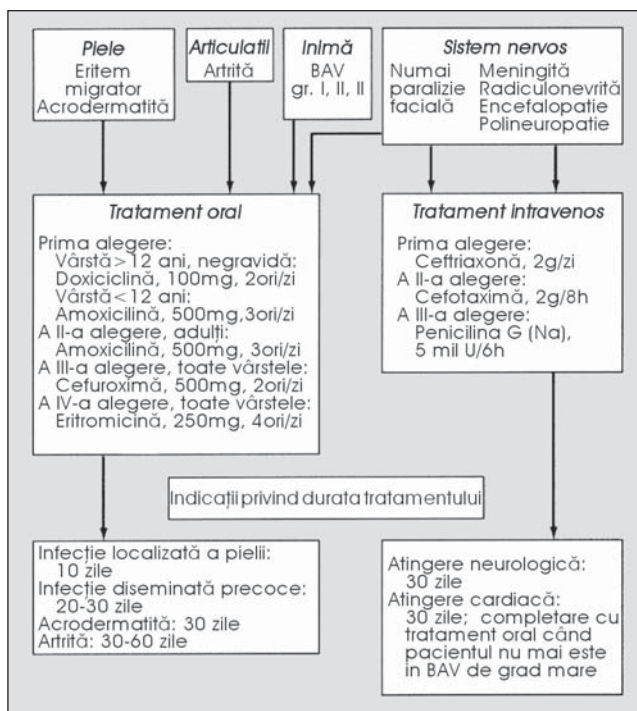 Piele
Eritem
migrator
Acrodermatită
Articulatii
Artrită
Inimă
BAV
gr. I, II, II
Sistem nervos
Numai
paralizie
facială
Meningită
Radiculonevrită
Encefalopatie
Polineuropatie
Tratament oral
Prima alegere:
Vârstă>12 ani, negravidă:
Doxiciclină, 100mg, 2ori/zi
Vârstă<12 ani:
Amoxicilină, 500mg,3ori/zi
A II-a alegere, adulți:
Amoxicilină, 500mg, 3ori/zi
A III-a alegere, toate vârstele:
Cefuroximă, 500mg, 2ori/zi
A IV-a alegere, toate vârstele:
Eritromicină, 250mg, 4ori/zi
Tratament intravenos
Prima alegere:
Ceftriaxonă, 2g/zi
A II-a alegere:
Cefotaximă, 2g/8h
A III-a alegere:
Penicilina G (Na),
5 mil U/6h
Indicații privind durata tratamentului
Infecție localizată a pielii:
10 zile
Infecție diseminată precoce:
20-30 zile
Acrodermatită: 30 zile
Artrită: 30-60 zile
Atingere neurologică:
30 zile
Atingere cardiacă:
30 zile; completare cu
tratament oral când
pacientul nu mai este
in BAV de grad mare